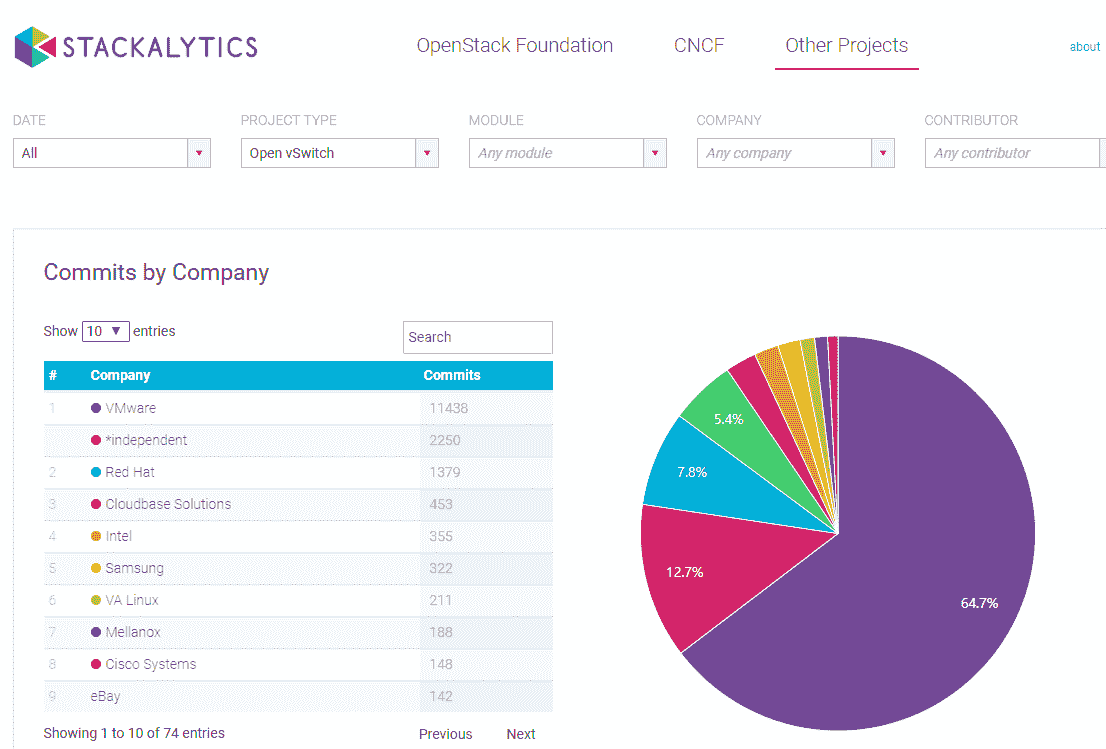 STACKALYTICS
OpenStack Foundation CNCF Other Projects about
DATE PROJECT TYPE MODULE COMPANY CONTRIBUTOR
All Open vSwitch Any module Any company Any contributor
Commits by Company
Show 10 entries Search
# Company Commits
1 VMware 11438
*independent 2250
2 Red Hat 1379
3 Cloudbase Solutions 453
4 Intel 355
5 Samsung 322
6 VA Linux 211
7 Mellanox 188
8 Cisco Systems 148
9 eBay 142
Showing 1 to 10 of 74 entries Previous Next
5.4%
7.8%
12.7%
64.7%